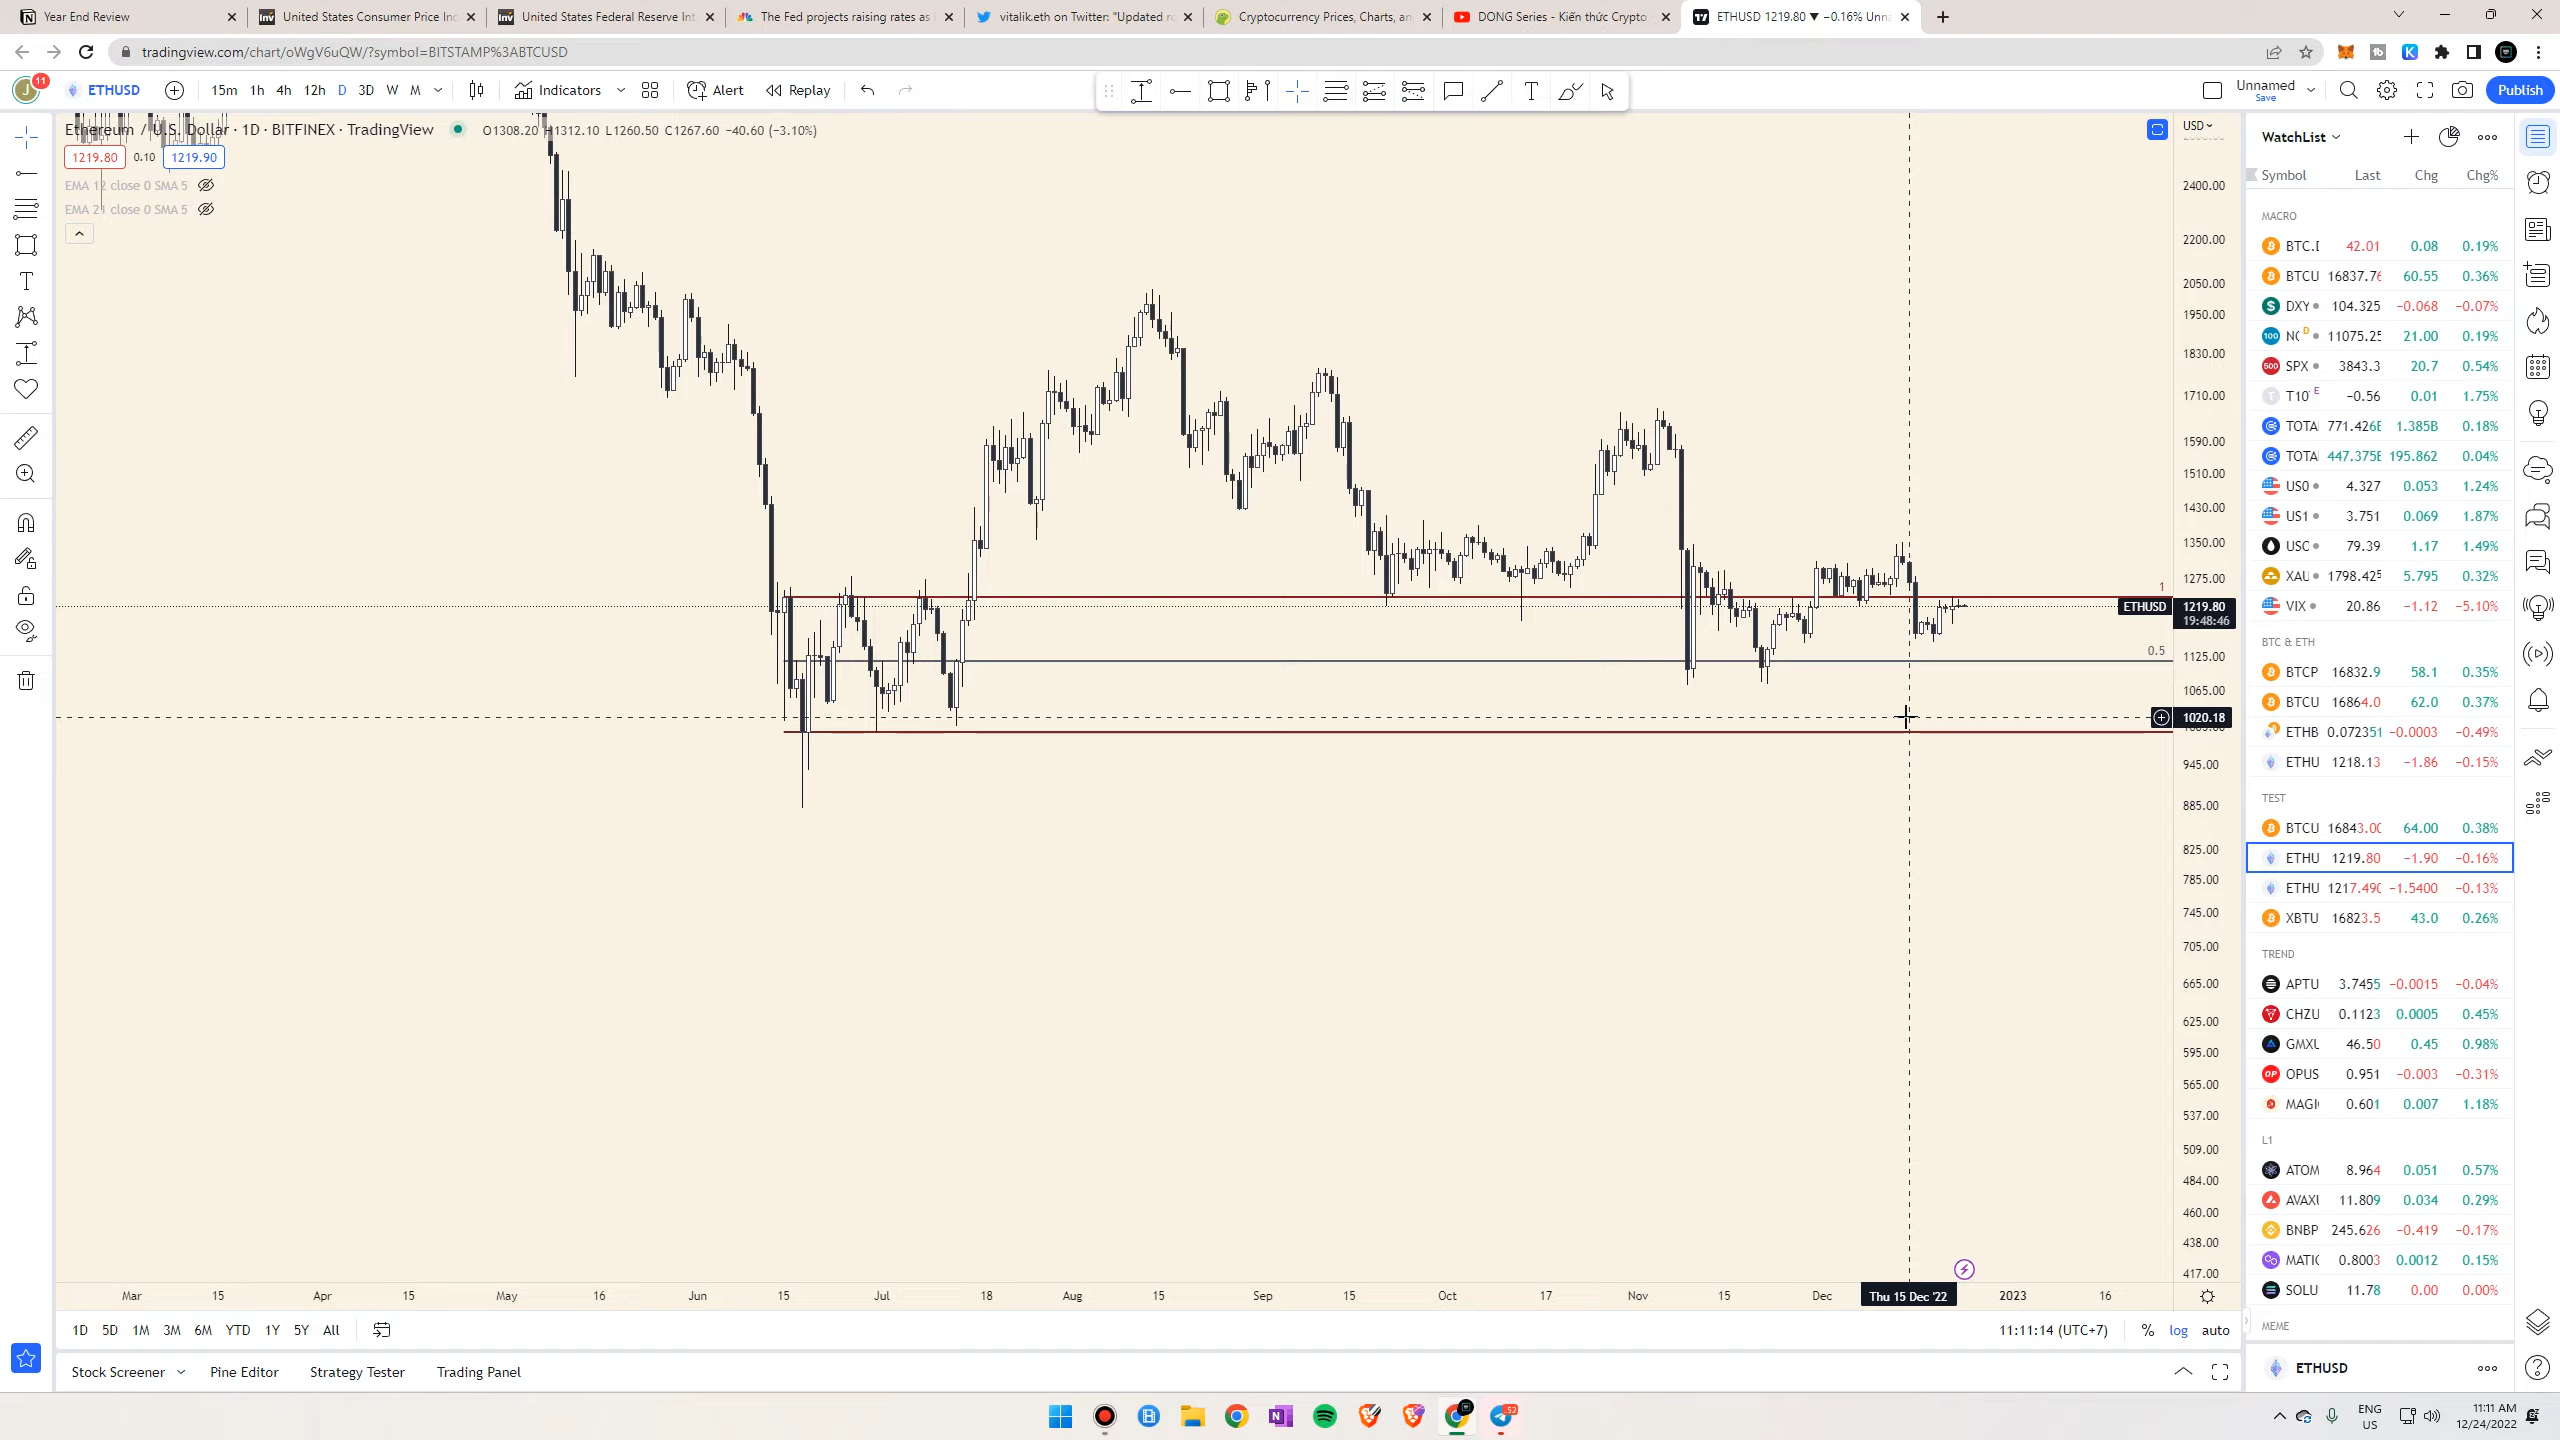 Year End Review
United States Consumer Price Inc
United States Federal Reserve Int
The Fed projects raising rates as
vitalik.eth on Twitter: "Updated ro
Cryptocurrency Prices, Charts, an
DONG Series - Kiến thức Crypto
ETHUSD 1219.80 ▼ −0.16% Unn
tradingview.com/chart/oWgV6uQW/?symbol=BITSTAMP%3ABTCUSD
J
11
ETHUSD
15m
1h
4h
12h
D
3D
W
M
Indicators
Alert
Replay
Unnamed
Save
Publish
Ethereum / U.S. Dollar · 1D · BITFINEX · TradingView
O1308.20 H1312.10 L1260.50 C1267.60 −40.60 (−3.10%)
1219.80
0.10
1219.90
EMA 12 close 0 SMA 5
EMA 21 close 0 SMA 5
USD
2400.00
2200.00
2050.00
1950.00
1830.00
1710.00
1590.00
1510.00
1430.00
1350.00
1275.00
1
ETHUSD
1219.80
19:48:46
0.5
1125.00
1065.00
1020.18
945.00
885.00
825.00
785.00
745.00
705.00
665.00
625.00
595.00
565.00
537.00
509.00
484.00
460.00
438.00
417.00
Mar
15
Apr
15
May
16
Jun
15
Jul
18
Aug
15
Sep
15
Oct
17
Nov
15
Dec
Thu 15 Dec '22
2023
16
1D
5D
1M
3M
6M
YTD
1Y
5Y
All
11:11:14 (UTC+7)
%
log
auto
Stock Screener
Pine Editor
Strategy Tester
Trading Panel
WatchList
Symbol Last Chg Chg%
MACRO
BTC.D 42.01 0.08 0.19%
BTCU 16837.76 60.55 0.36%
DXY 104.325 −0.068 −0.07%
100 D 11075.25 21.00 0.19%
500 SPX 3843.3 20.7 0.54%
T T10 E −0.56 0.01 1.75%
TOTA 771.426B 1.385B 0.18%
TOTA 447.375B 195.862 0.04%
US0 4.327 0.053 1.24%
US1 3.751 0.069 1.87%
USC 79.39 1.17 1.49%
XAU 1798.425 5.795 0.32%
VIX 20.86 −1.12 −5.10%
BTC & ETH
BTCP 16832.9 58.1 0.35%
BTCU 16864.0 62.0 0.37%
ETHB 0.072351 −0.0003 −0.49%
ETHU 1218.13 −1.86 −0.15%
TEST
BTCU 16843.00 64.00 0.38%
ETHU 1219.80 −1.90 −0.16%
ETHU 1217.490 −1.5400 −0.13%
XBTU 16823.5 43.0 0.26%
TREND
APTU 3.7455 −0.0015 −0.04%
CHZU 0.1123 0.0005 0.45%
GMXU 46.50 0.45 0.98%
OP OPUS 0.951 −0.003 −0.31%
MAGI 0.601 0.007 1.18%
L1
ATOM 8.964 0.051 0.57%
AVAXU 11.809 0.034 0.29%
BNBP 245.626 −0.419 −0.17%
MATIC 0.8003 0.0012 0.15%
SOLU 11.78 0.00 0.00%
MEME
ETHUSD
52
ENG
US
11:11 AM
12/24/2022